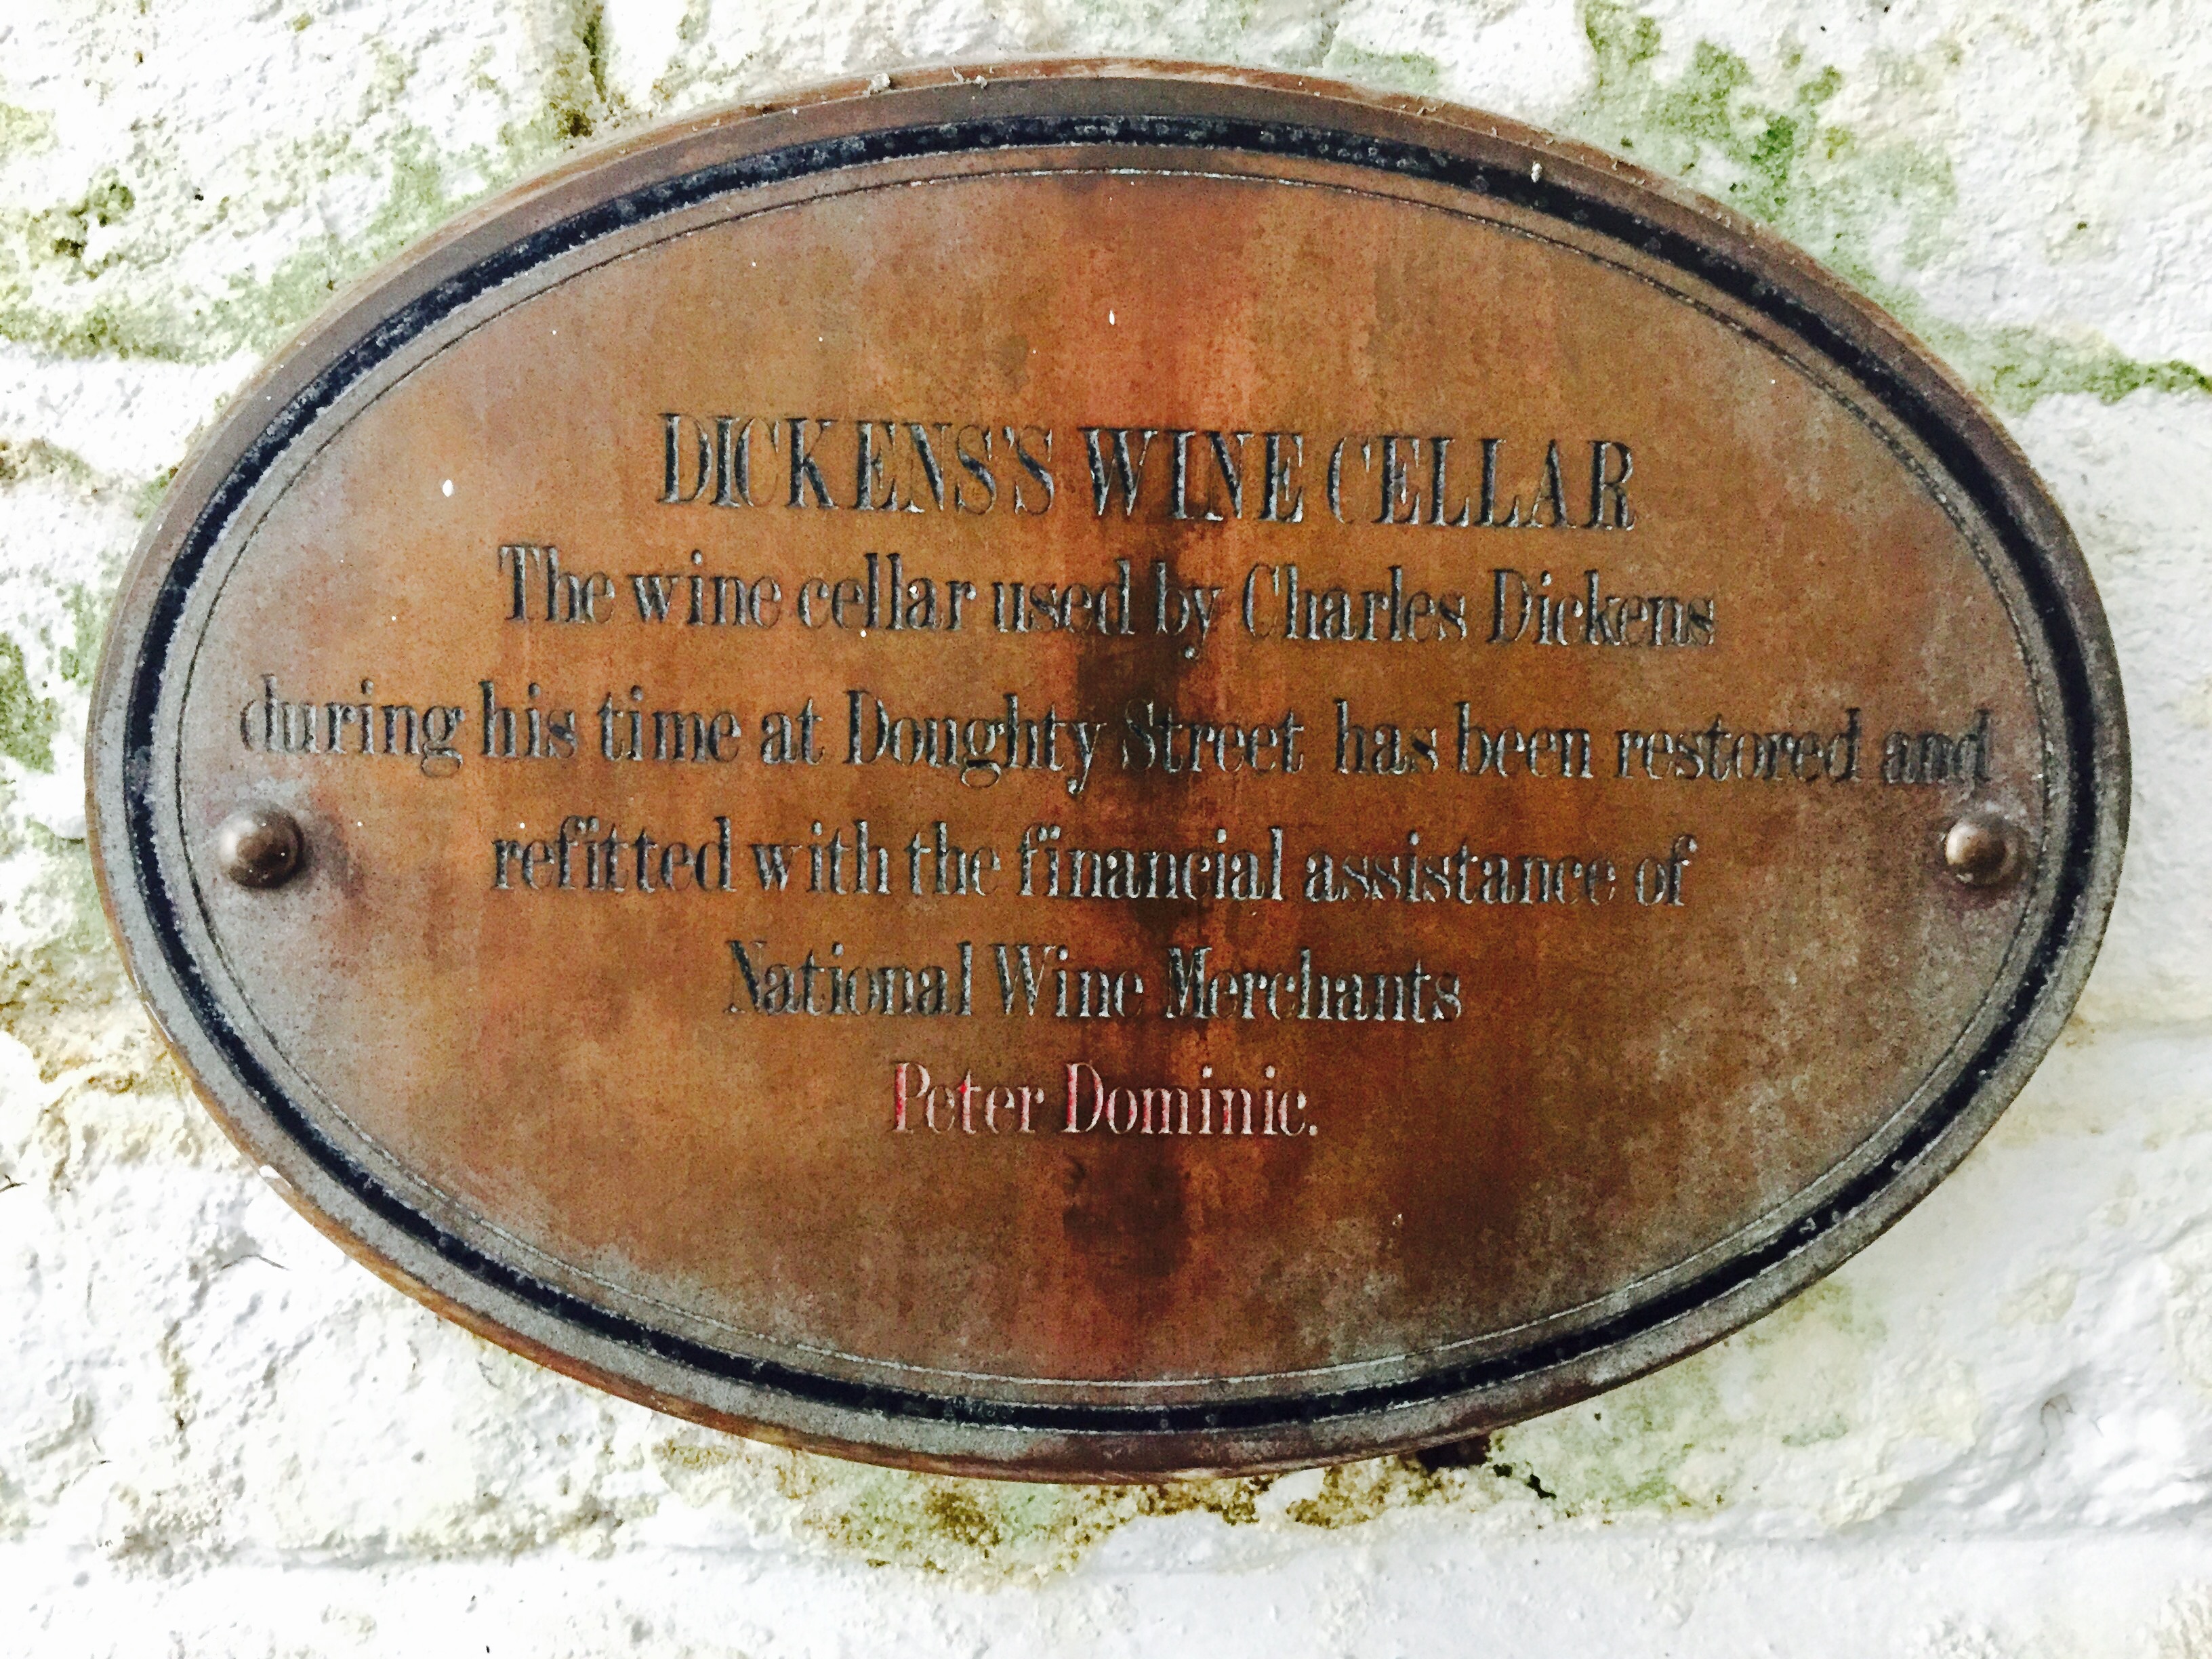 DICKENS'S WINE CELLAR
The wine cellar used by Charles Dickens
during his time at Doughty Street has been restored and
refitted with the financial assistance of
National Wine Merchants
Peter Dominic.